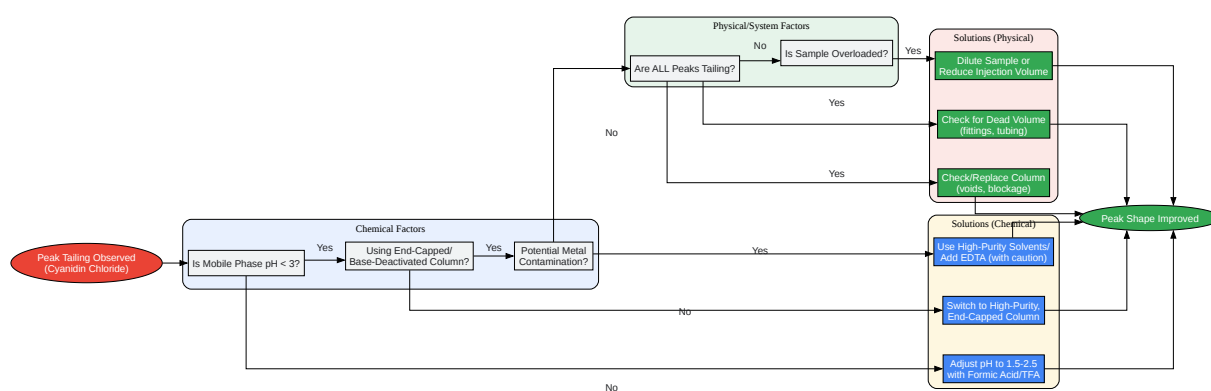 Physical/System Factors
No
Is Sample Overloaded?
Yes
Are ALL Peaks Tailing?
Yes
No
Yes
Solutions (Physical)
Dilute Sample or
Reduce Injection Volume
Check for Dead Volume
(fittings, tubing)
Check/Replace Column
(voids, blockage)
Peak Shape Improved
Chemical Factors
Peak Tailing Observed
(Cyanidin Chloride)
Is Mobile Phase pH < 3?
Yes
Using End-Capped/
Base-Deactivated Column?
Yes
Potential Metal
Contamination?
Yes
No
No
Solutions (Chemical)
Use High-Purity Solvents/
Add EDTA (with caution)
Switch to High-Purity,
End-Capped Column
Adjust pH to 1.5-2.5
with Formic Acid/TFA